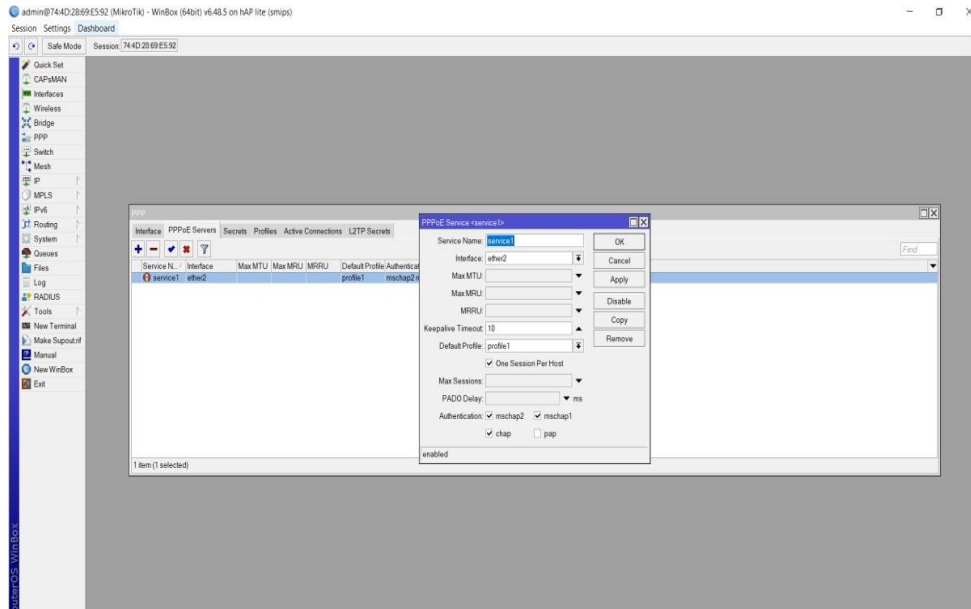 admin@74:4D:28:69:E5:92 (MikroTik) - WinBox (64bit) v6.48.5 on hAP lite (smips)
Session Settings Dashboard
Safe Mode Session: 74:4D:28:69:E5:92
Quick Set
CAPsMAN
Interfaces
Wireless
Bridge
PPP
Switch
Mesh
IP
MPLS
IPv6
Routing
System
Queues
Files
Log
RADIUS
Tools
New Terminal
Make Supout.rif
Manual
New WinBox
Exit
PPP
Interface PPPoE Servers Secrets Profiles Active Connections L2TP Secrets
Find
Service N... Interface Max MTU Max MRU MRRU Default Profile Authenticat
service1 ether2 profile1 mschap2 m
1 item (1 selected)
PPPoE Service <service1>
Service Name: service1 OK
Interface: ether2 Cancel
Max MTU: Apply
Max MRU: Disable
MRRU: Copy
Keepalive Timeout: 10 Remove
Default Profile: profile1
One Session Per Host
Max Sessions:
PADO Delay: ms
Authentication: mschap2 mschap1
chap pap
enabled
outerOS WinBox